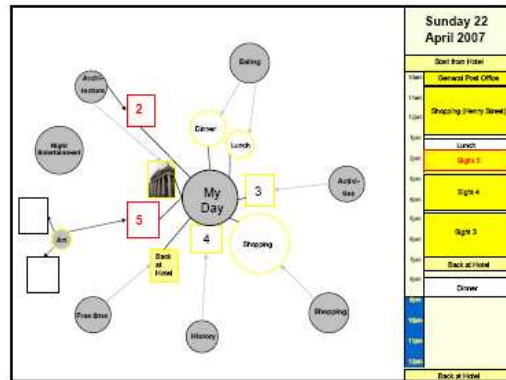 Sunday 22
April 2007
Start from Hotel
General Post Office
Shopping (Henry Street)
Lunch
Sight 5
Sight 4
Sight 3
Back at Hotel
Dinner
Back at Hotel
Archi-
tecture
2
Eating
Dinner
Lunch
Night
Entertainment
My
Day
3
Activi-
ties
5
4
Shopping
Art
Back
at
Hotel
Free time
History
Shopping